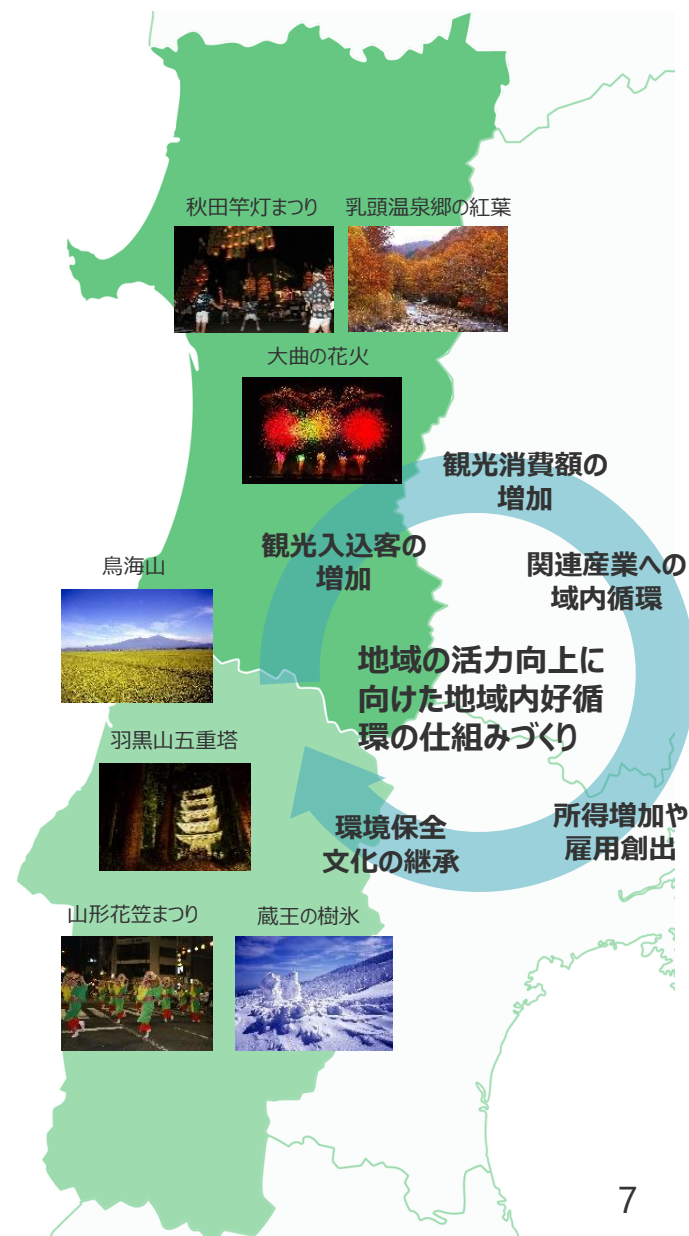 秋田竿灯まつり
乳頭温泉郷の紅葉
大曲の花火
観光消費額の
増加
観光入込客の
増加
関連産業への
域内循環
鳥海山
地域の活力向上に
向けた地域内好循
環の仕組みづくり
羽黒山五重塔
所得増加や
雇用創出
環境保全
文化の継承
山形花笠まつり
蔵王の樹氷
7